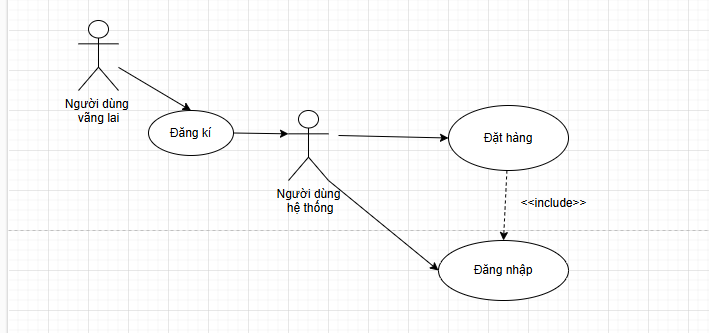 Người dùng
vãng lai
Đăng kí
Đặt hàng
Người dùng
hệ thống
<<include>>
Đăng nhập